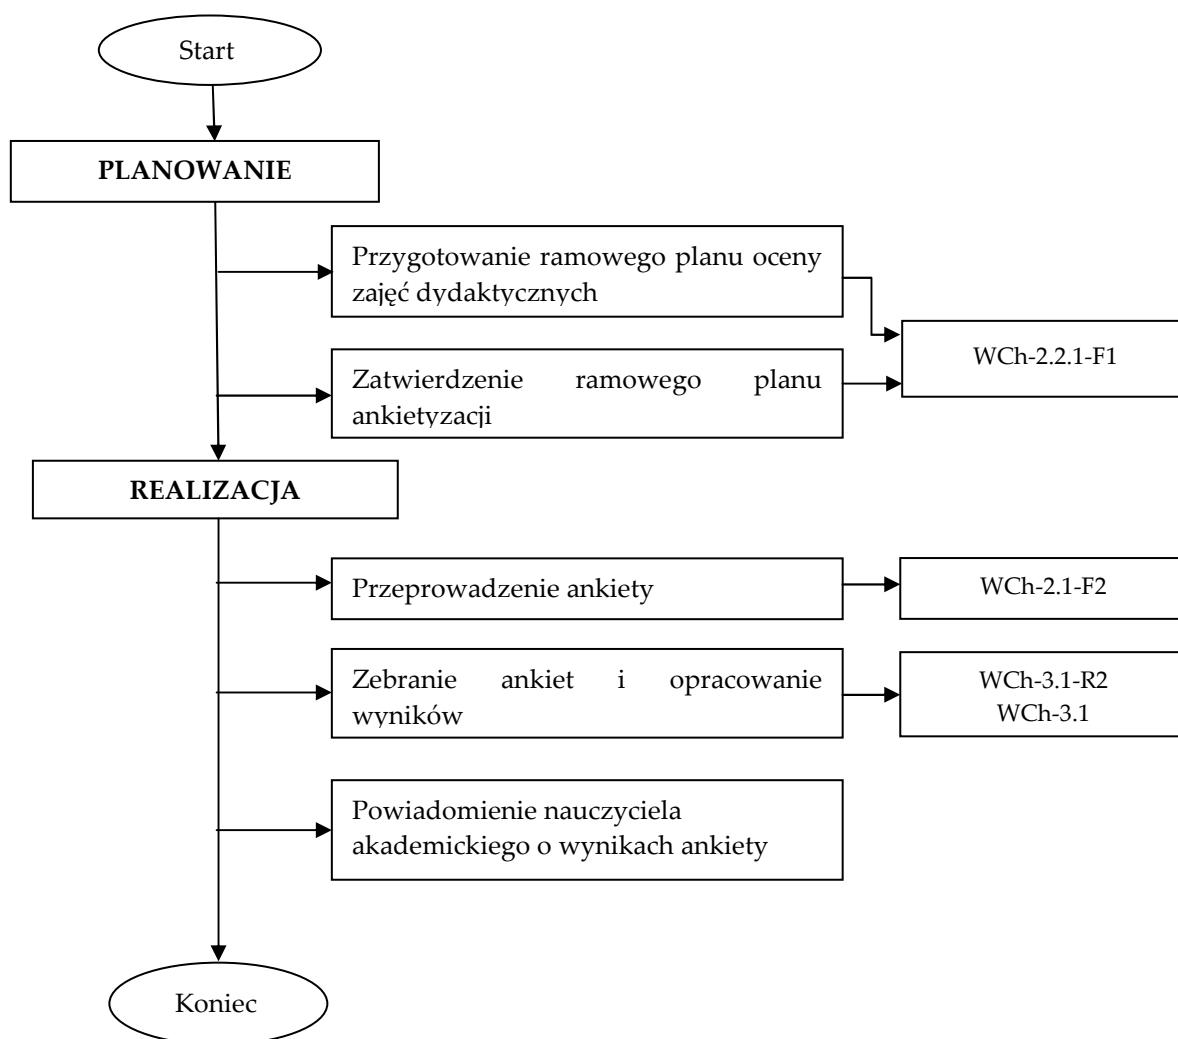 Start
PLANOWANIE
Przygotowanie ramowego planu oceny
zajęć dydaktycznych
WCh-2.2.1-F1
Zatwierdzenie ramowego planu
ankietyzacji
REALIZACJA
Przeprowadzenie ankiety
WCh-2.1-F2
Zebranie ankiet i opracowanie
wyników
WCh-3.1-R2
WCh-3.1
Powiadomienie nauczyciela
akademickiego o wynikach ankiety
Koniec